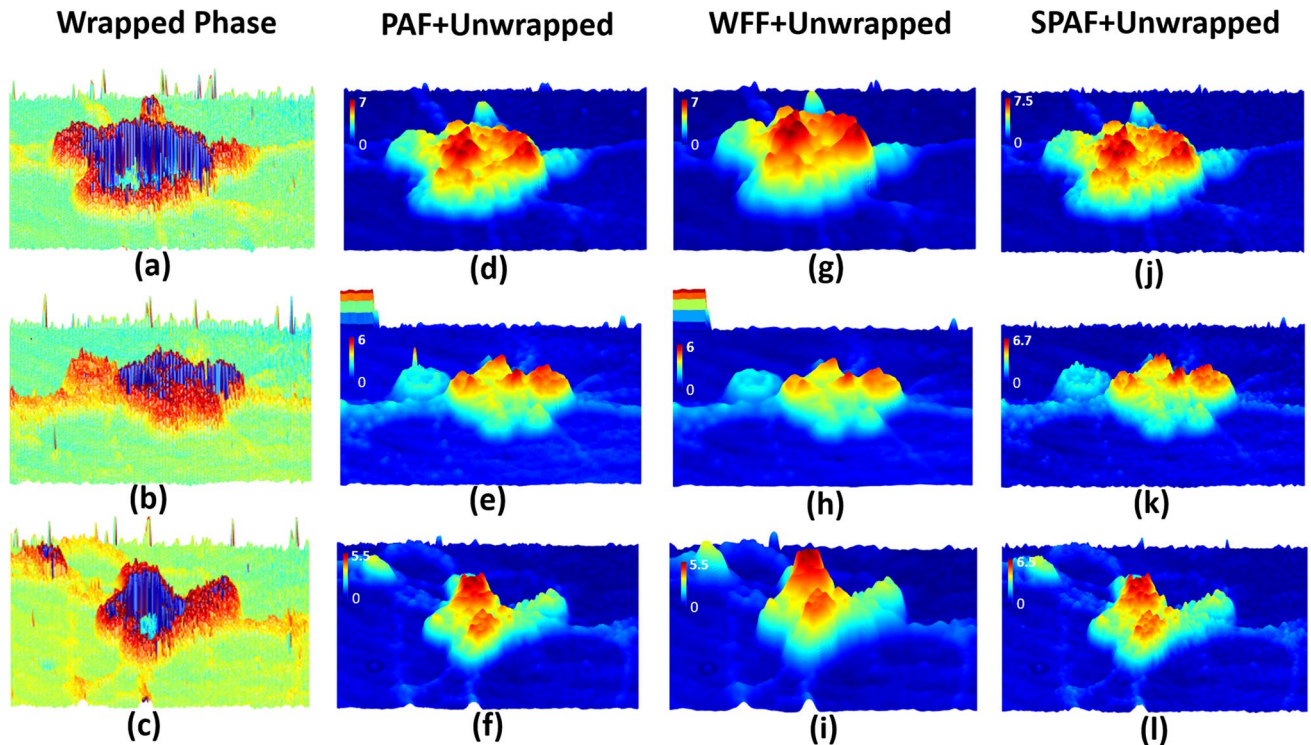 Wrapped Phase PAF+Unwrapped WFF+Unwrapped SPAF+Unwrapped
7 0 7 0 7.5 0
(a) (d) (g) (j)
6 0 6 0 6.7 0
(b) (e) (h) (k)
5.5 0 5.5 0 6.5 0
(c) (f) (i) (l)